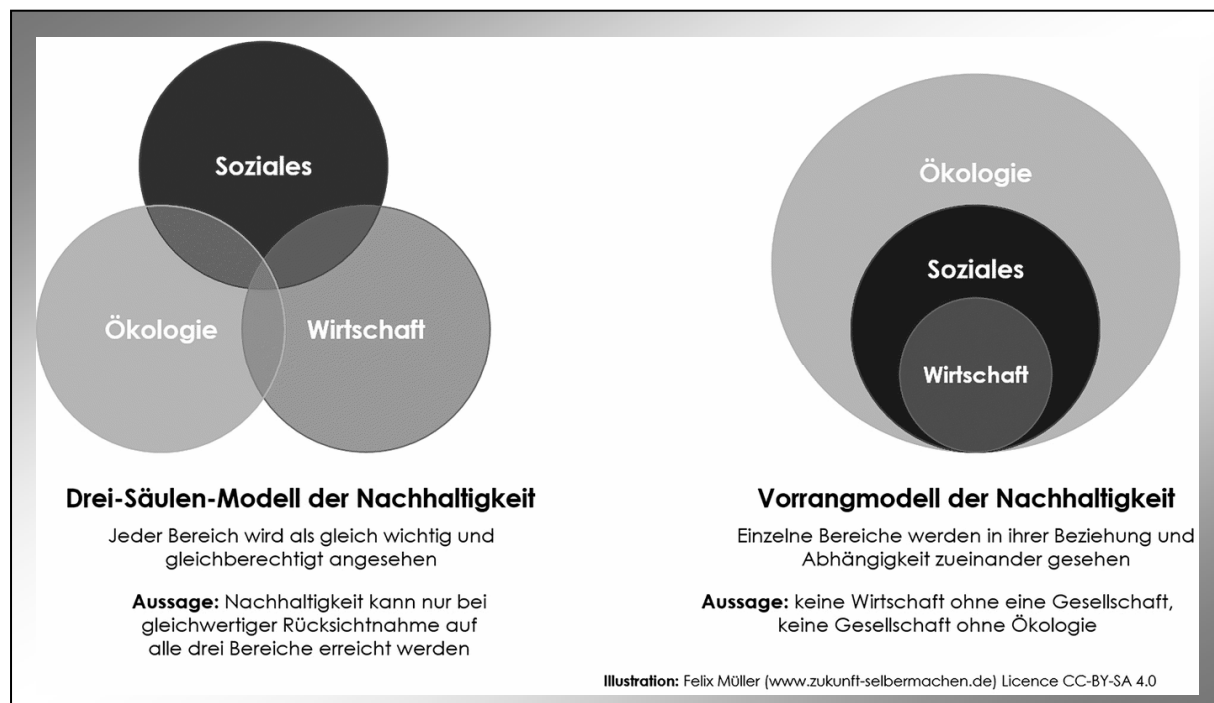 Soziales
Ökologie
Wirtschaft
Drei-Säulen-Modell der Nachhaltigkeit
Jeder Bereich wird als gleich wichtig und
gleichberechtigt angesehen
Aussage: Nachhaltigkeit kann nur bei
gleichwertiger Rücksichtnahme auf
alle drei Bereiche erreicht werden
Ökologie
Soziales
Wirtschaft
Vorrangmodell der Nachhaltigkeit
Einzelne Bereiche werden in ihrer Beziehung und
Abhängigkeit zueinander gesehen
Aussage: keine Wirtschaft ohne eine Gesellschaft,
keine Gesellschaft ohne Ökologie
Illustration: Felix Müller (www.zukunft-selbermachen.de) Licence CC-BY-SA 4.0